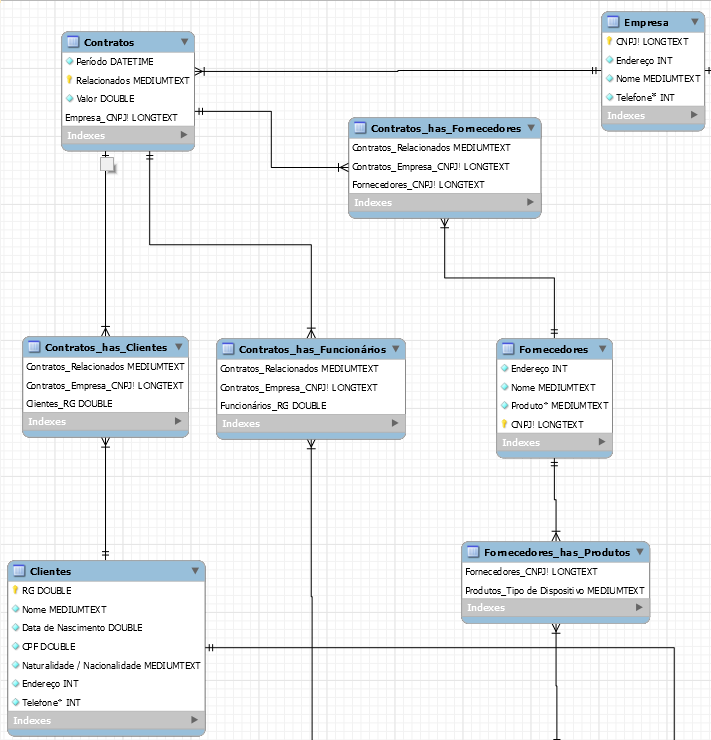 Contratos
Período DATETIME
Relacionados MEDIUMTEXT
Valor DOUBLE
Empresa_CNPJ! LONGTEXT
Indexes
Empresa
CNPJ! LONGTEXT
Endereço INT
Nome MEDIUMTEXT
Telefone* INT
Indexes
Contratos_has_Fornecedores
Contratos_Relacionados MEDIUMTEXT
Contratos_Empresa_CNPJ! LONGTEXT
Fornecedores_CNPJ! LONGTEXT
Indexes
Contratos_has_Clientes
Contratos_Relacionados MEDIUMTEXT
Contratos_Empresa_CNPJ! LONGTEXT
Clientes_RG DOUBLE
Indexes
Contratos_has_Funcionários
Contratos_Relacionados MEDIUMTEXT
Contratos_Empresa_CNPJ! LONGTEXT
Funcionários_RG DOUBLE
Indexes
Fornecedores
Endereço INT
Nome MEDIUMTEXT
Produto* MEDIUMTEXT
CNPJ! LONGTEXT
Indexes
Fornecedores_has_Produtos
Fornecedores_CNPJ! LONGTEXT
Produtos_Tipo de Dispositivo MEDIUMTEXT
Indexes
Clientes
RG DOUBLE
Nome MEDIUMTEXT
Data de Nascimento DOUBLE
CPF DOUBLE
Naturalidade / Nacionalidade MEDIUMTEXT
Endereço INT
Telefone* INT
Indexes